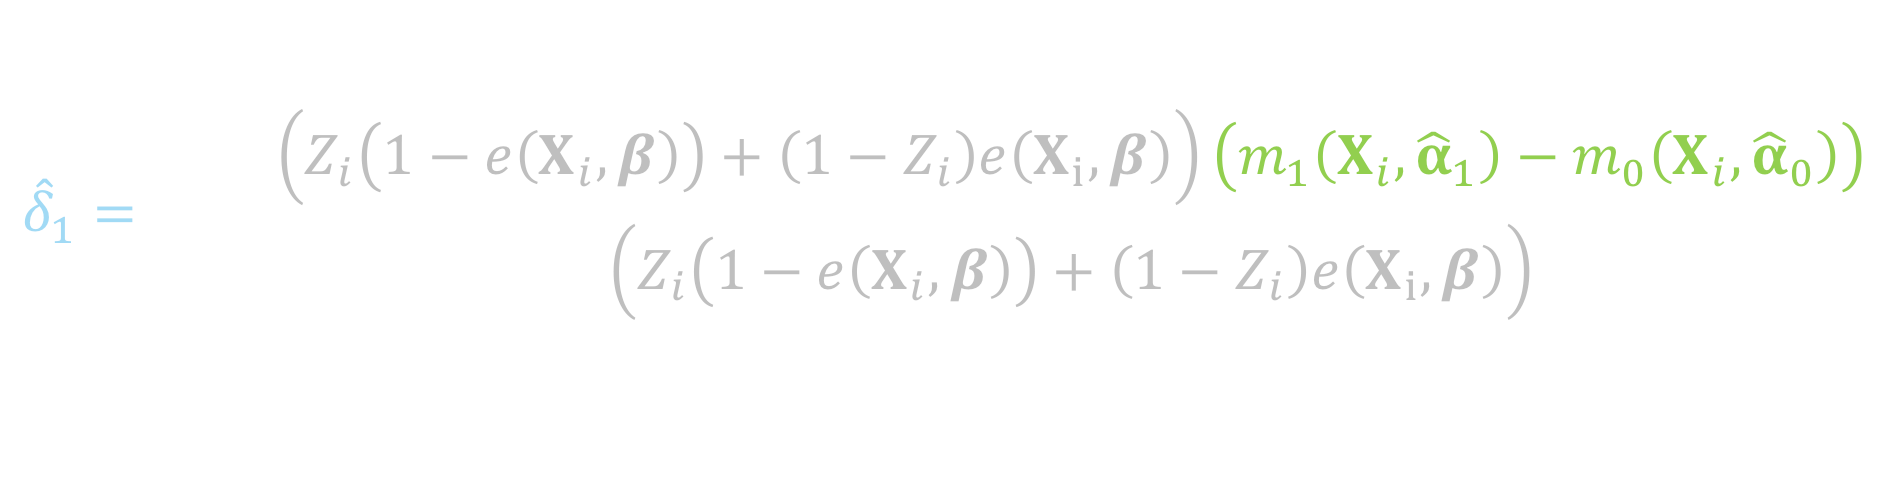 (Zᵢ(1 − e(𝐗ᵢ, 𝜷)) + (1 − Zᵢ)e(𝐗ᵢ, 𝜷)) (m₁(𝐗ᵢ, 𝛂̂₁) − m₀(𝐗ᵢ, 𝛂̂₀))
δ̂₁ =
(Zᵢ(1 − e(𝐗ᵢ, 𝜷)) + (1 − Zᵢ)e(𝐗ᵢ, 𝜷))